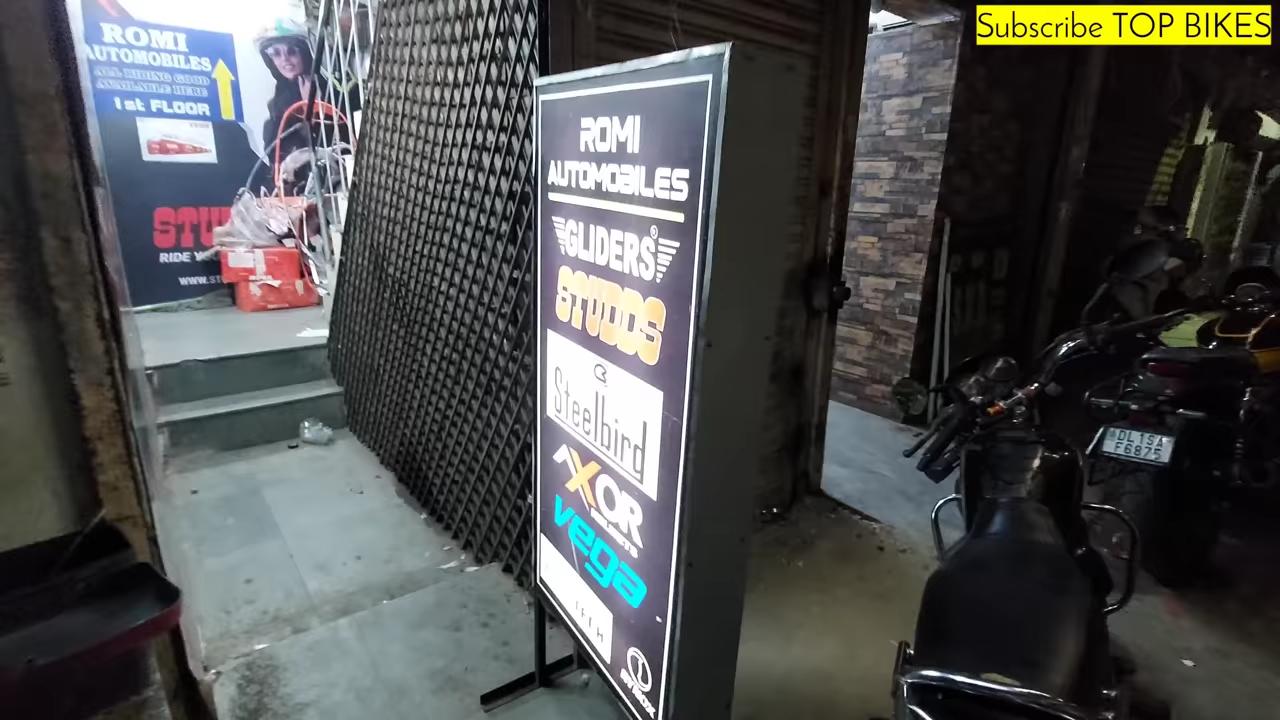 Subscribe TOP BIKES
ROMI
AUTOMOBILES
ALL RIDING GOOD
AVAILABLE HERE
1st FLOOR
RIDE
ROMI
AUTOMOBILES
GLIDERS®
STUDDS
Steelbird
AXOR
HELMETS
vega
DL1SA
F6875